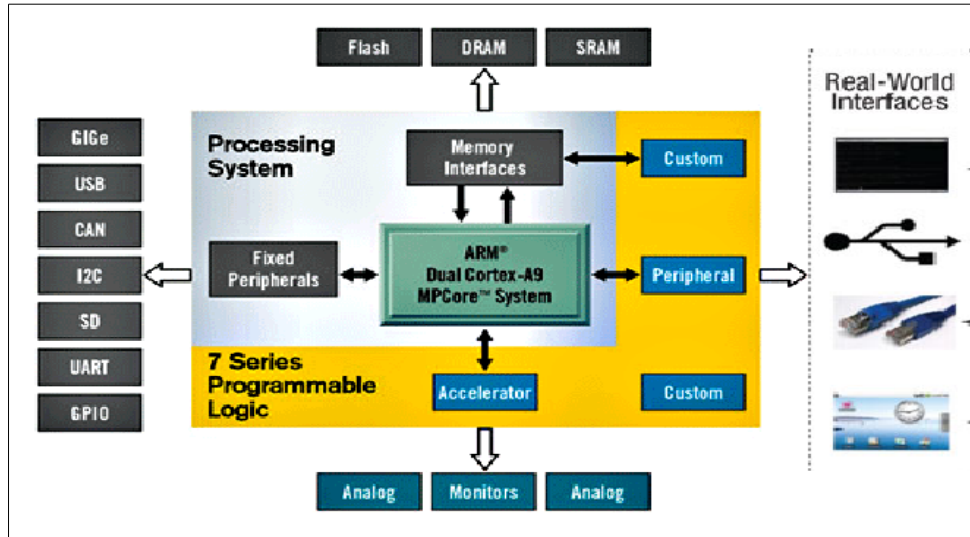 Flash
DRAM
SRAM
Real-World
Interfaces
GIGe
USB
CAN
I2C
SD
UART
GPIO
Processing
System
Memory
Interfaces
Custom
Fixed
Peripherals
ARM®
Dual Cortex-A9
MPCore™ System
Peripheral
7 Series
Programmable
Logic
Accelerator
Custom
Analog
Monitors
Analog